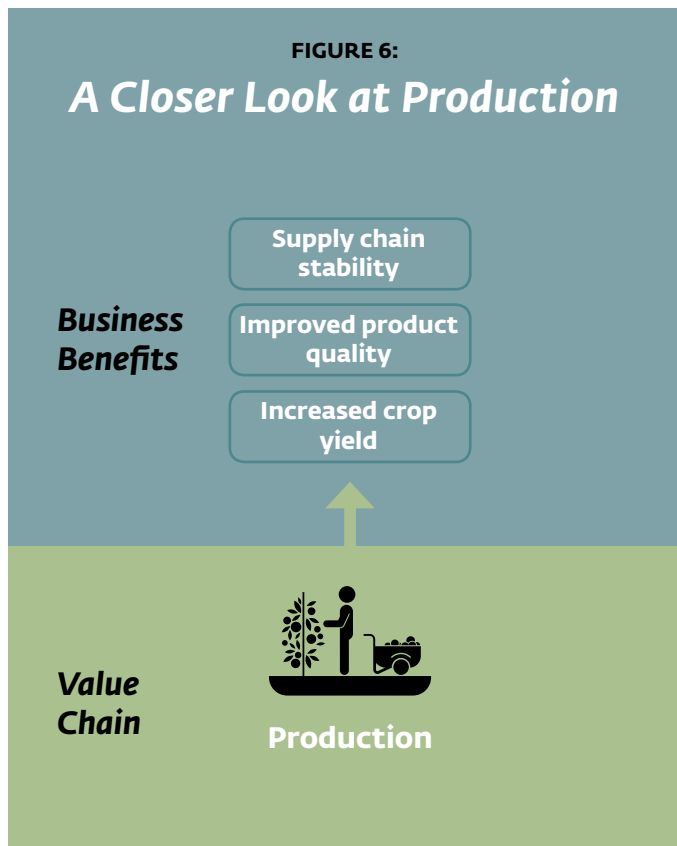 FIGURE 6:
A Closer Look at Production
Supply chain
stability
Business
Benefits
Improved product
quality
Increased crop
yield
Value
Chain
Production